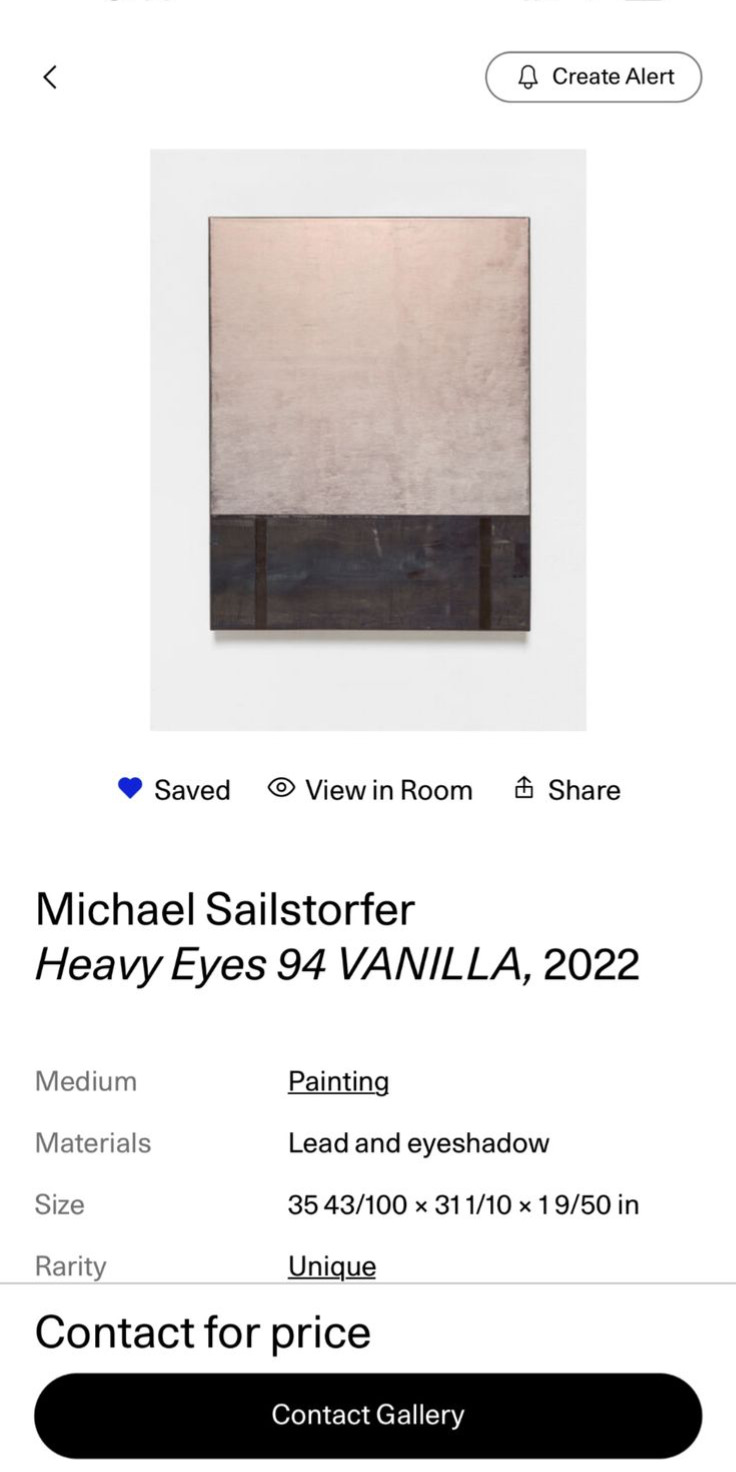 Create Alert
Saved
View in Room
Share
Michael Sailstorfer
Heavy Eyes 94 VANILLA, 2022
Medium
Painting
Materials
Lead and eyeshadow
Size
35 43/100 × 31 1/10 × 1 9/50 in
Rarity
Unique
Contact for price
Contact Gallery